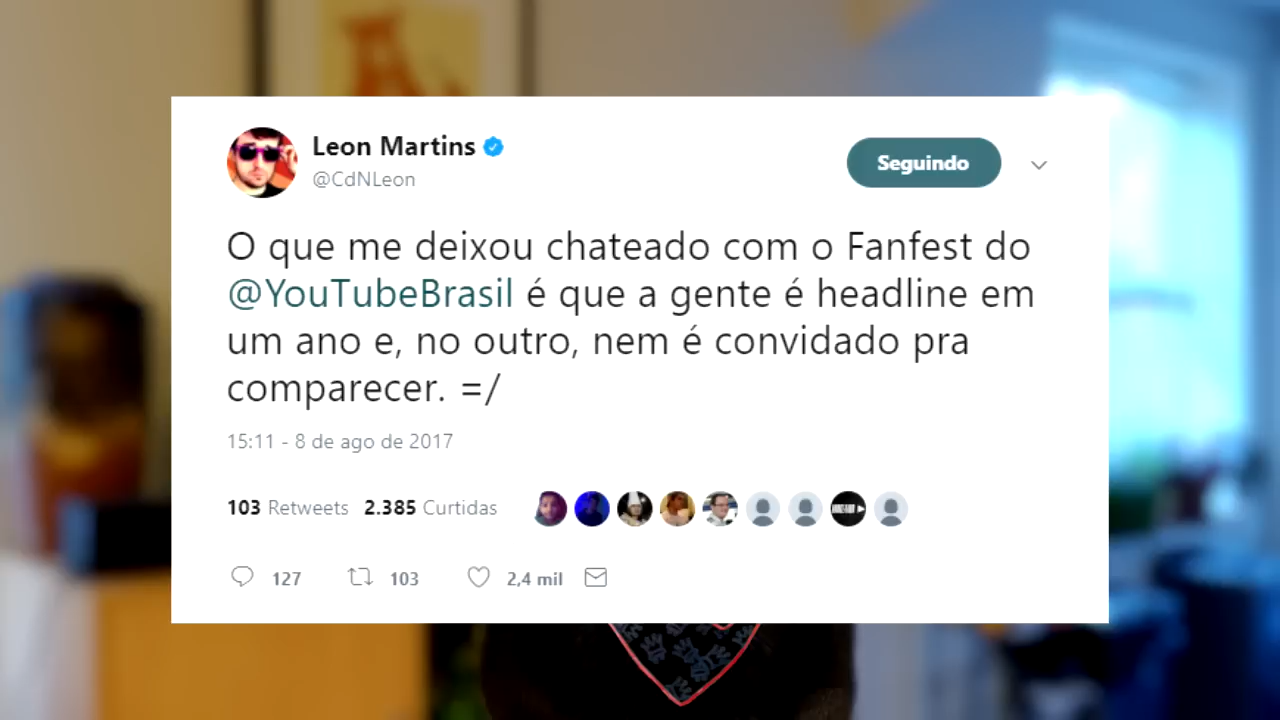 Leon Martins
@CdNLeon
Seguindo
O que me deixou chateado com o Fanfest do
@YouTubeBrasil é que a gente é headline em
um ano e, no outro, nem é convidado pra
comparecer. =/
15:11 - 8 de ago de 2017
103 Retweets 2.385 Curtidas
127 103 2,4 mil